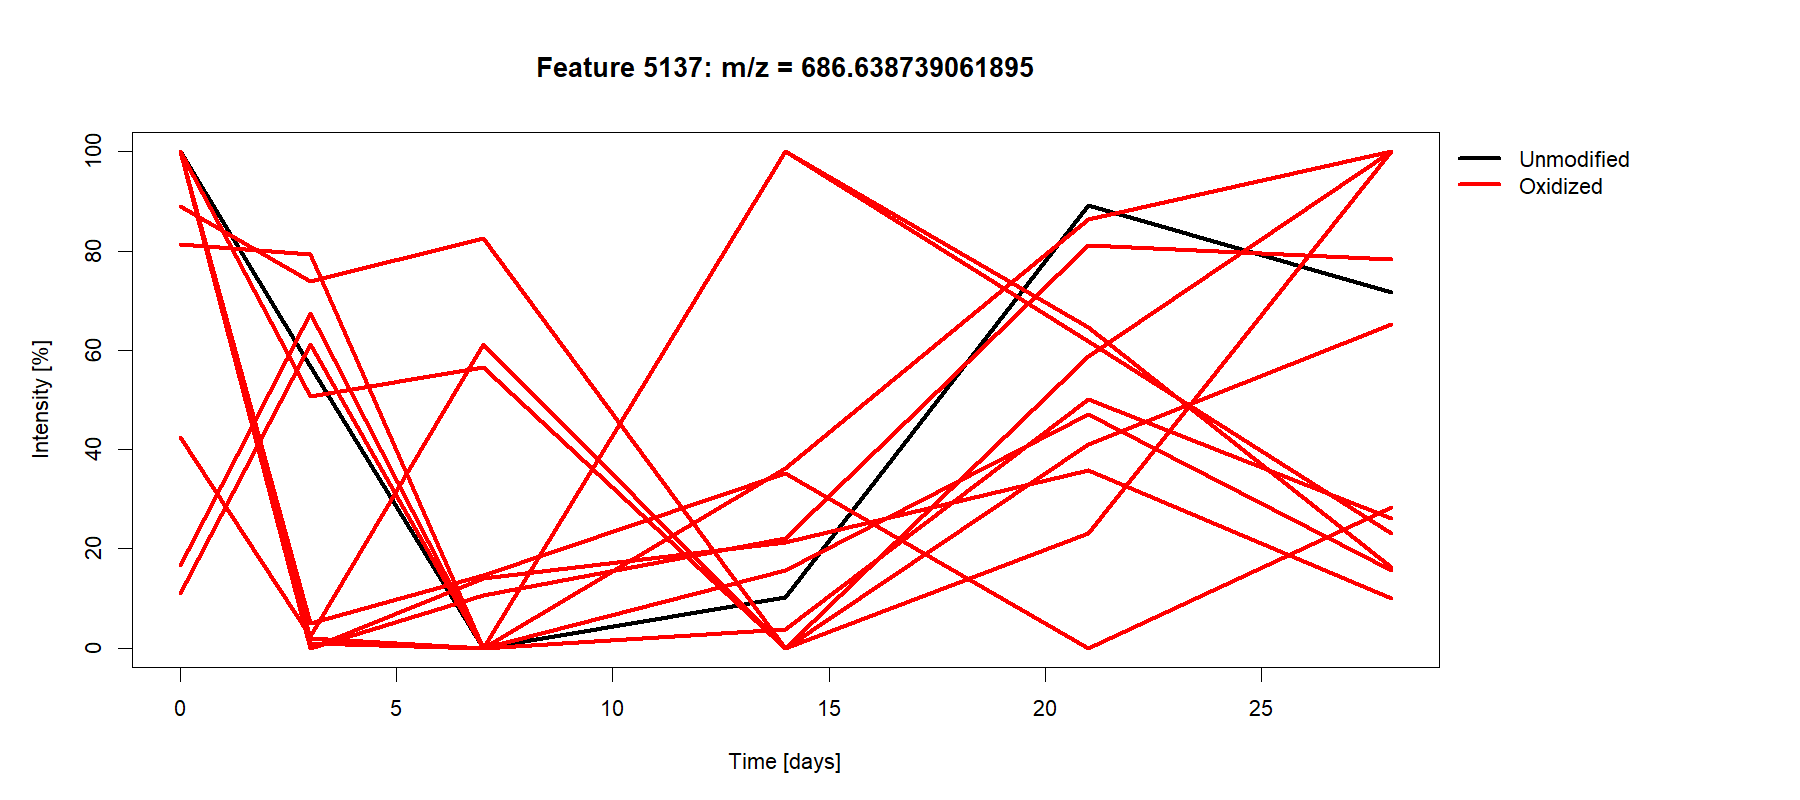 Feature 5137: m/z = 686.638739061895
Unmodified
Oxidized
Intensity [%]
100
80
60
40
20
0
0 5 10 15 20 25
Time [days]